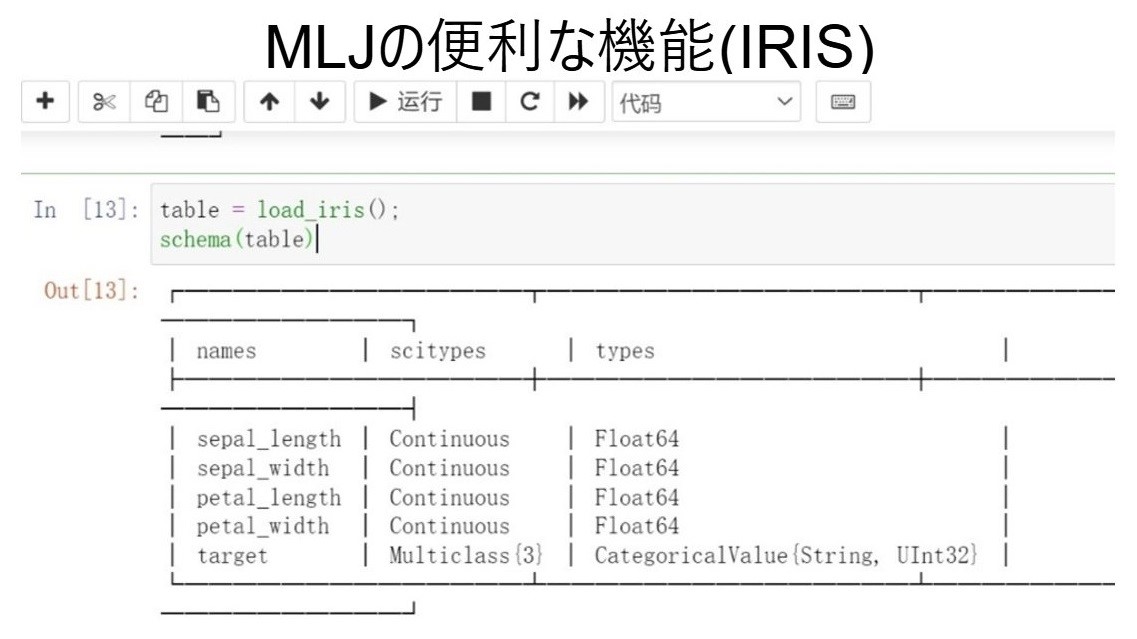 MLJの便利な機能(IRIS)
运行 代码
In [13]: table = load_iris();
schema(table)
Out[13]:
names scitypes types
sepal_length Continuous Float64
sepal_width Continuous Float64
petal_length Continuous Float64
petal_width Continuous Float64
target Multiclass{3} CategoricalValue{String, UInt32}